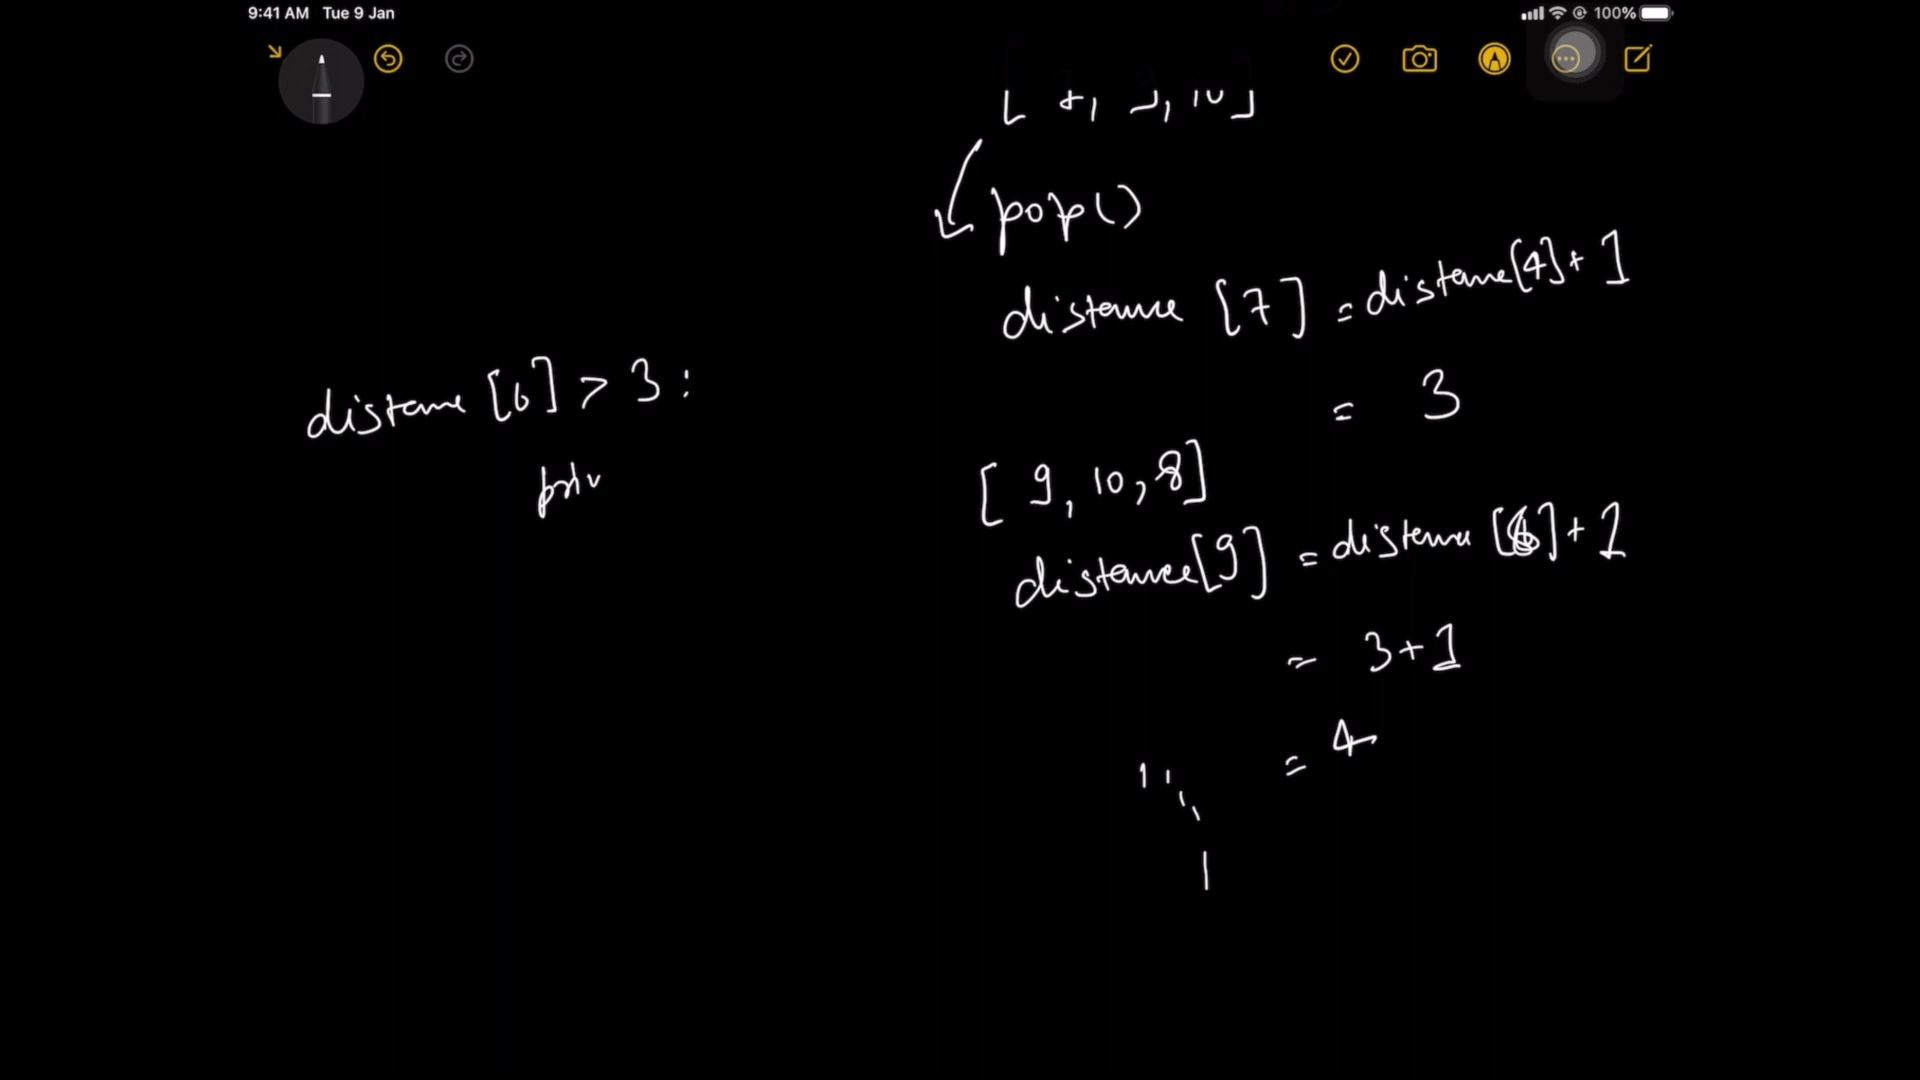 9:41 AM Tue 9 Jan
100%
pop()
distance [7] = distance[4] + 1
= 3
distance [6] > 3 :
[ 9, 10, 8]
distance[9] = distance [6] + 1
= 3+1
= 4